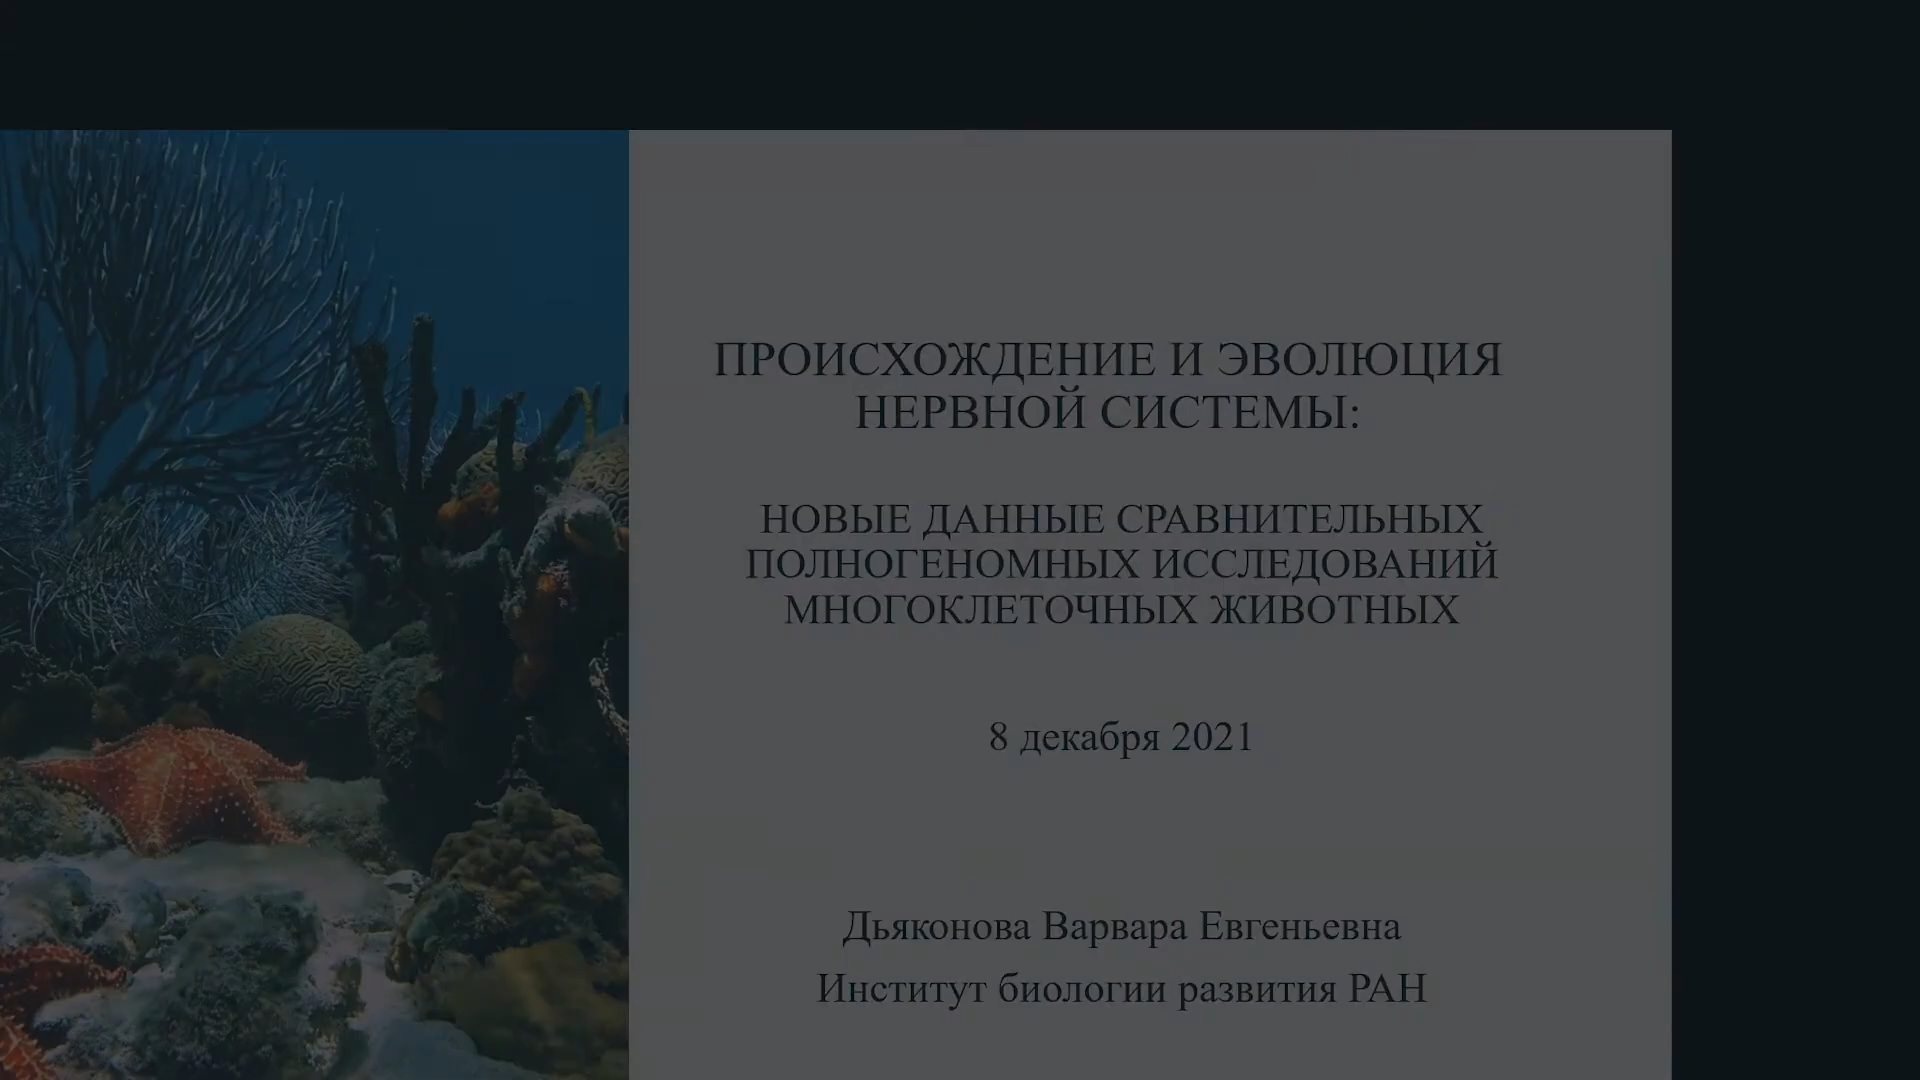 ПРОИСХОЖДЕНИЕ И ЭВОЛЮЦИЯ
НЕРВНОЙ СИСТЕМЫ:
НОВЫЕ ДАННЫЕ СРАВНИТЕЛЬНЫХ
ПОЛНОГЕНОМНЫХ ИССЛЕДОВАНИЙ
МНОГОКЛЕТОЧНЫХ ЖИВОТНЫХ
8 декабря 2021
Дьяконова Варвара Евгеньевна
Институт биологии развития РАН